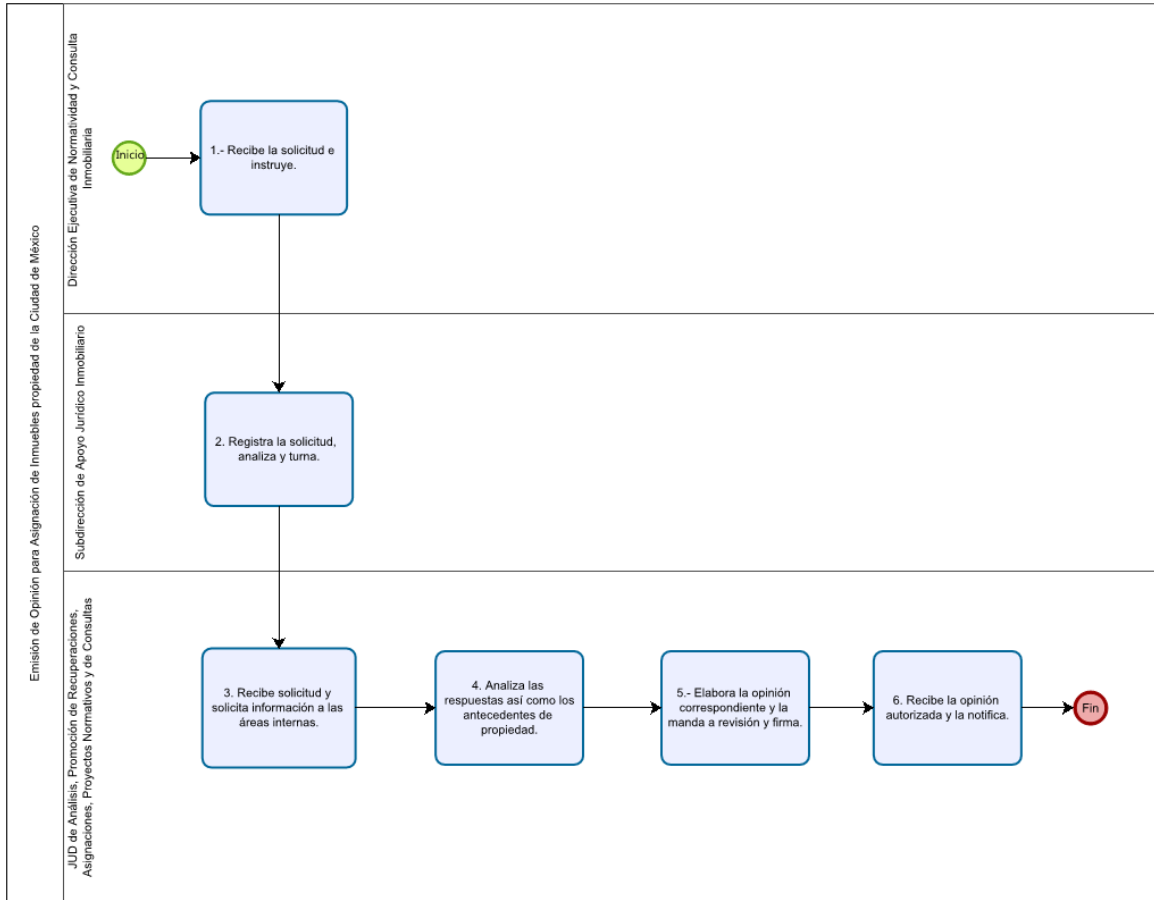 Emisión de Opinión para Asignación de Inmuebles propiedad de la Ciudad de México
Dirección Ejecutiva de Normatividad y Consulta
Inmobiliaria
Inicio
1.- Recibe la solicitud e
instruye.
Subdirección de Apoyo Jurídico Inmobiliario
2. Registra la solicitud,
analiza y turna.
JUD de Análisis, Promoción de Recuperaciones,
Asignaciones, Proyectos Normativos y de Consultas
3. Recibe solicitud y
solicita información a las
áreas internas.
4. Analiza las
respuestas así como los
antecedentes de
propiedad.
5.- Elabora la opinión
correspondiente y la
manda a revisión y firma.
6. Recibe la opinión
autorizada y la notifica.
Fin